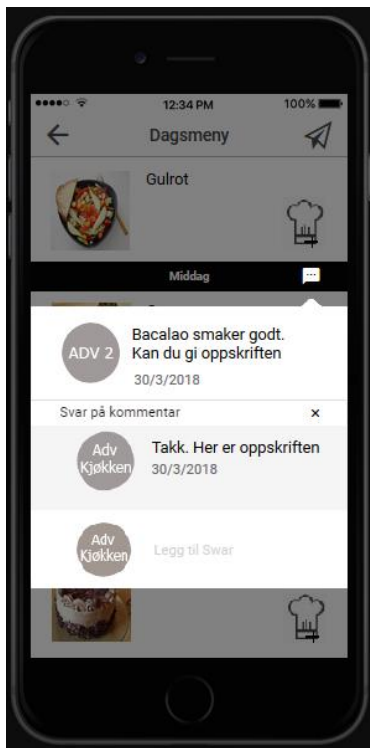 12:34 PM
100%
Dagsmeny
Gulrot
Middag
ADV 2
Bacalao smaker godt.
Kan du gi oppskriften
30/3/2018
Svar på kommentar
x
Adv
Kjøkken
Takk. Her er oppskriften
30/3/2018
Adv
Kjøkken
Legg til Swar